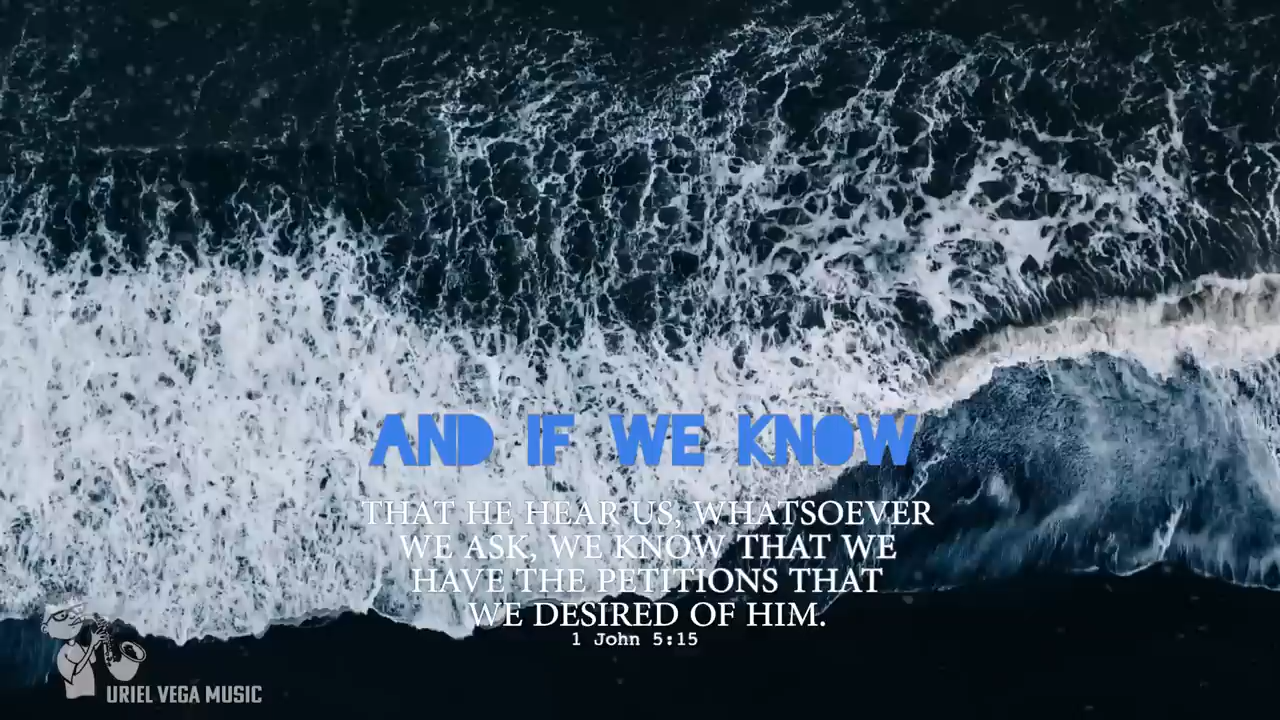 AND IF WE KNOW
THAT HE HEAR US, WHATSOEVER
WE ASK, WE KNOW THAT WE
HAVE THE PETITIONS THAT
WE DESIRED OF HIM.
1 John 5:15
URIEL VEGA MUSIC